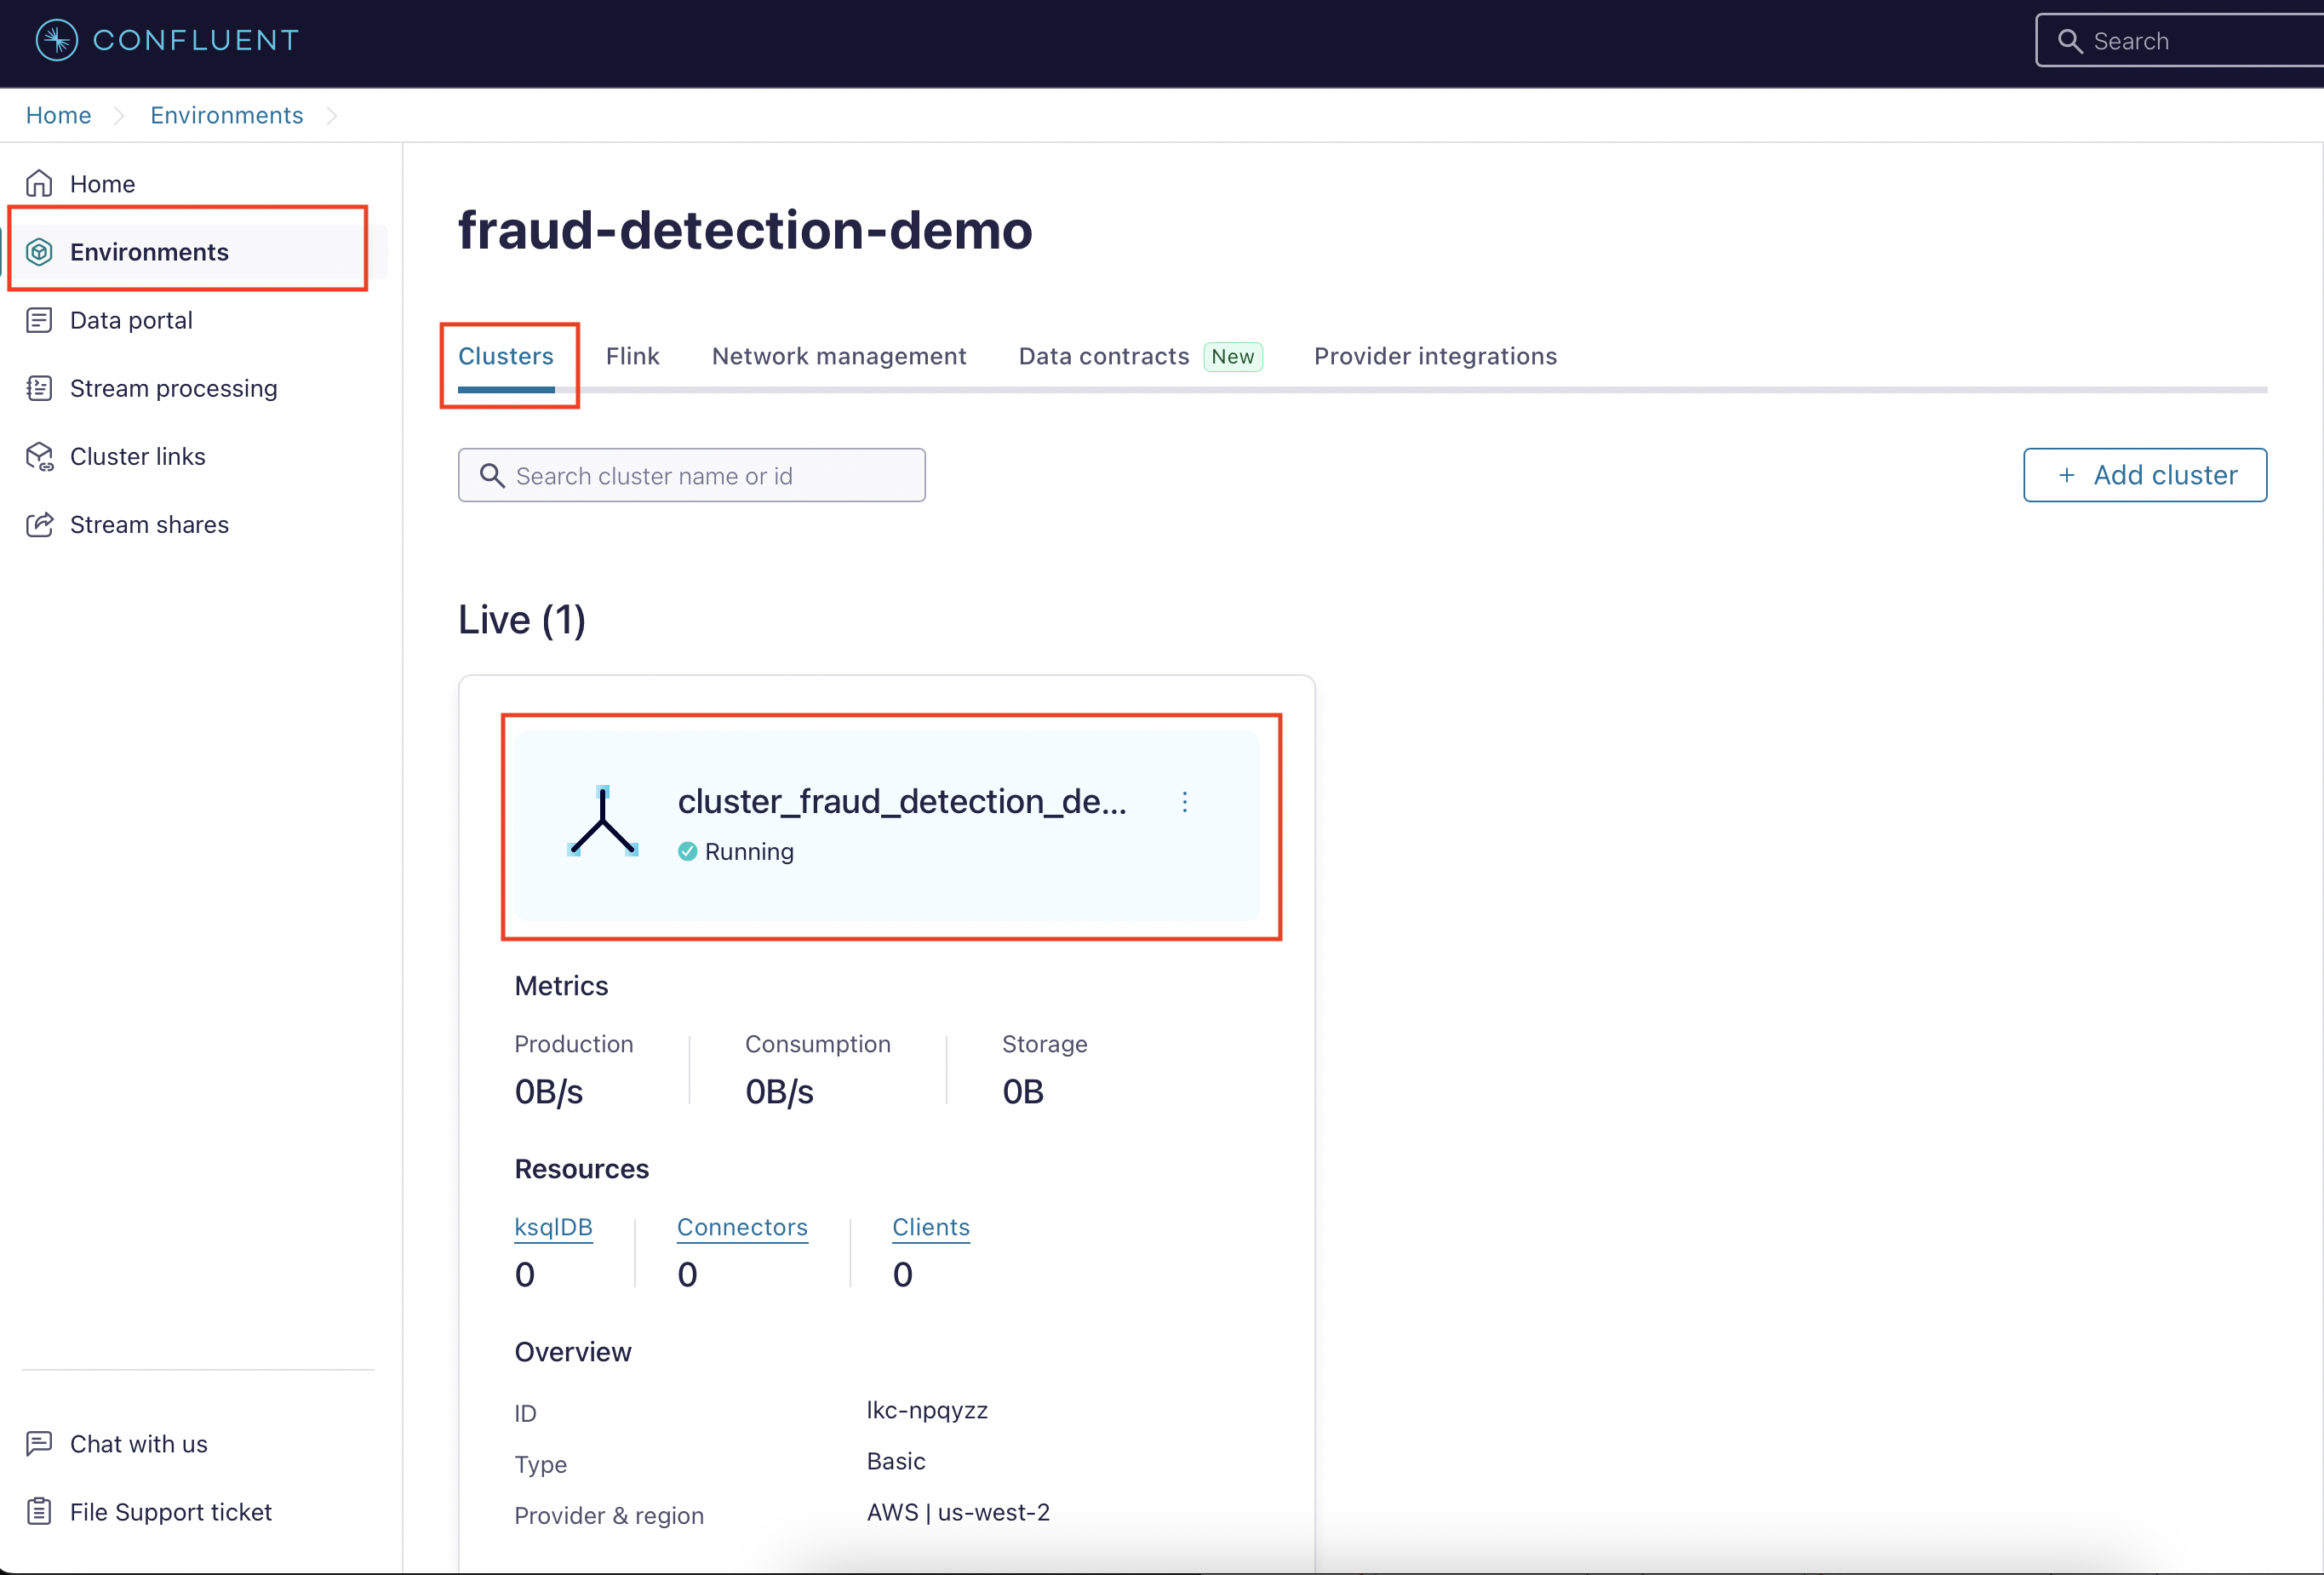 CONFLUENT
Search
Home
Environments
Home
Environments
Data portal
Stream processing
Cluster links
Stream shares
Chat with us
File Support ticket
fraud-detection-demo
Clusters Flink Network management Data contracts New Provider integrations
Search cluster name or id
+ Add cluster
Live (1)
cluster_fraud_detection_de...
Running
Metrics
Production Consumption Storage
0B/s 0B/s 0B
Resources
ksqlDB Connectors Clients
0 0 0
Overview
ID lkc-npqyzz
Type Basic
Provider & region AWS | us-west-2